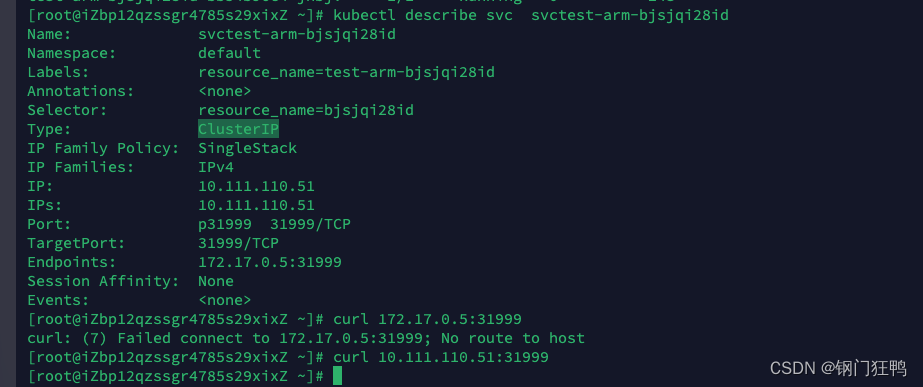 [root@iZbp12qzssgr4785s29xixZ ~]# kubectl describe svc  svctest-arm-bjsjqi28id
Name:              svctest-arm-bjsjqi28id
Namespace:         default
Labels:            resource_name=test-arm-bjsjqi28id
Annotations:       <none>
Selector:          resource_name=bjsjqi28id
Type:              ClusterIP
IP Family Policy:  SingleStack
IP Families:       IPv4
IP:                10.111.110.51
IPs:               10.111.110.51
Port:              p31999  31999/TCP
TargetPort:        31999/TCP
Endpoints:         172.17.0.5:31999
Session Affinity:  None
Events:            <none>
[root@iZbp12qzssgr4785s29xixZ ~]# curl 172.17.0.5:31999
curl: (7) Failed connect to 172.17.0.5:31999; No route to host
[root@iZbp12qzssgr4785s29xixZ ~]# curl 10.111.110.51:31999
[root@iZbp12qzssgr4785s29xixZ ~]#
CSDN @钢门狂鸭